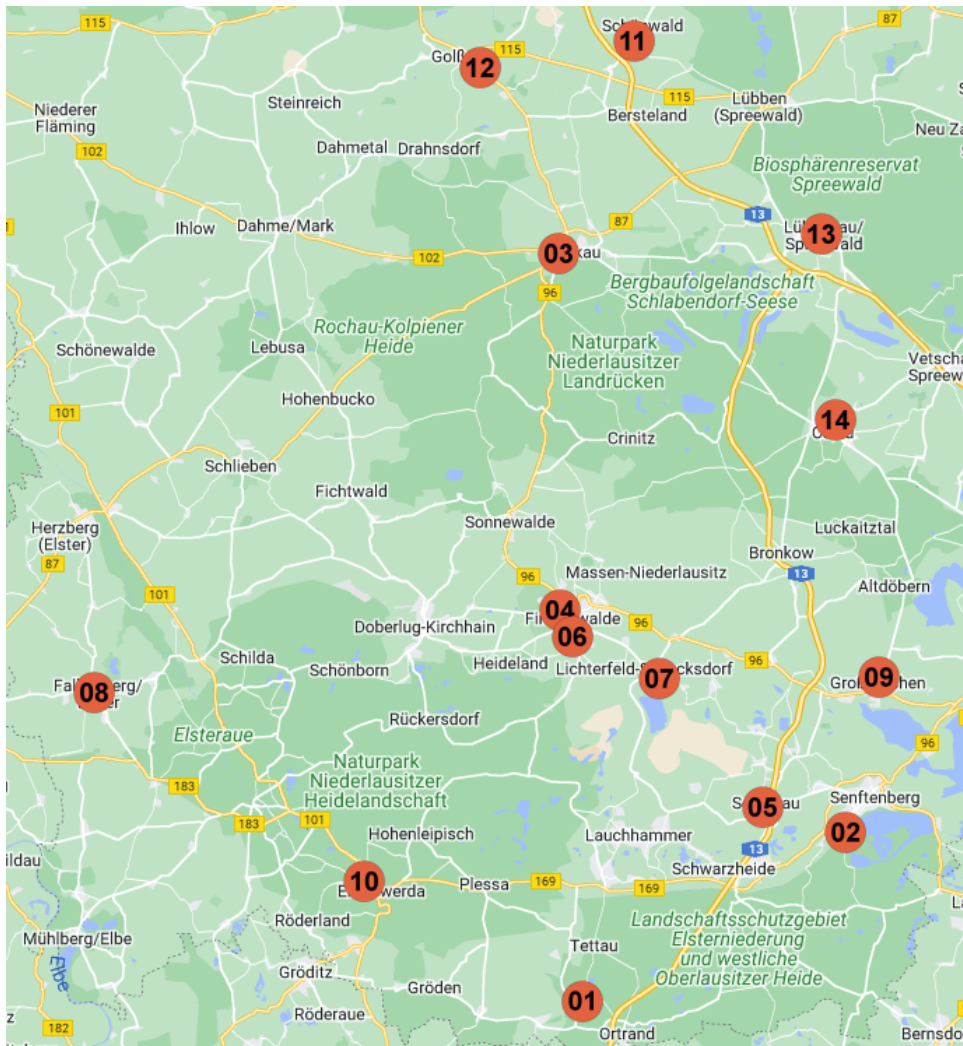 115
87
11
12
115
115
Steinreich
Niederer
Fläming
Lübben
(Spreewald)
Bersteland
102
Dahmetal
Drahnsdorf
Biosphärenreservat
Spreewald
Ihlow
Dahme/Mark
87
13
13
102
03
96
Bergbaufolgelandschaft
Schlabendorf-Seese
Rochau-Kolpiener
Heide
Naturpark
Niederlausitzer
Landrücken
Schönewalde
Lebusa
101
Hohenbucko
14
Crinitz
Schlieben
Fichtwald
Herzberg
(Elster)
Sonnewalde
Luckaitztal
Bronkow
87
96
Massen-Niederlausitz
13
Altdöbern
101
04
96
06
Doberlug-Kirchhain
Heideland
Schilda
Schönborn
96
07
09
08
Rückersdorf
Elsteraue
96
183
Naturpark
Niederlausitzer
Heidelandschaft
183
101
05
Senftenberg
Hohenleipisch
Lauchhammer
02
13
Schwarzheide
10
Plessa
169
169
Röderland
Landschaftsschutzgebiet
Elsterniederung
und westliche
Oberlausitzer Heide
Mühlberg/Elbe
Tettau
Elbe
Gröditz
Gröden
01
Röderaue
182
Ortrand